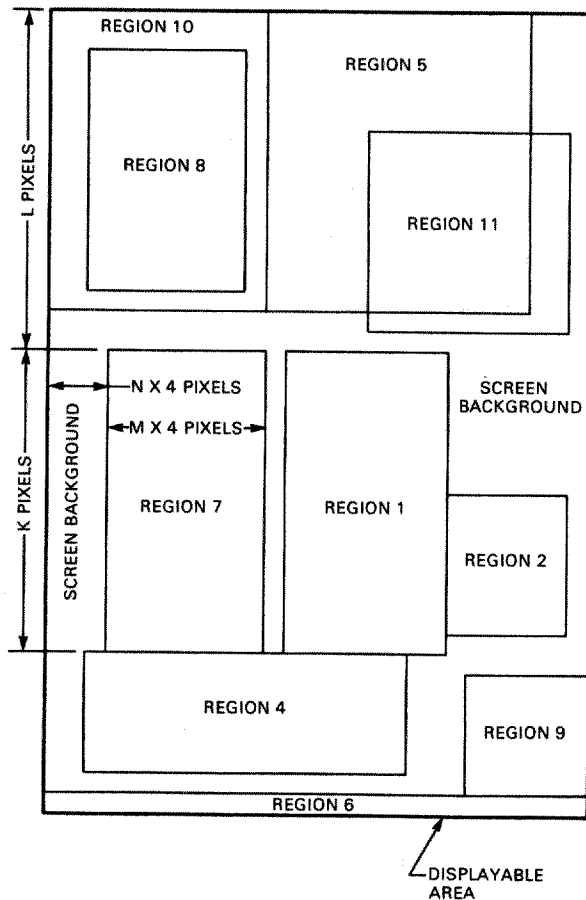 REGION 10
REGION 5
REGION 8
L PIXELS
REGION 11
N X 4 PIXELS
M X 4 PIXELS
SCREEN
BACKGROUND
K PIXELS
SCREEN BACKGROUND
REGION 7
REGION 1
REGION 2
REGION 4
REGION 9
REGION 6
DISPLAYABLE
AREA